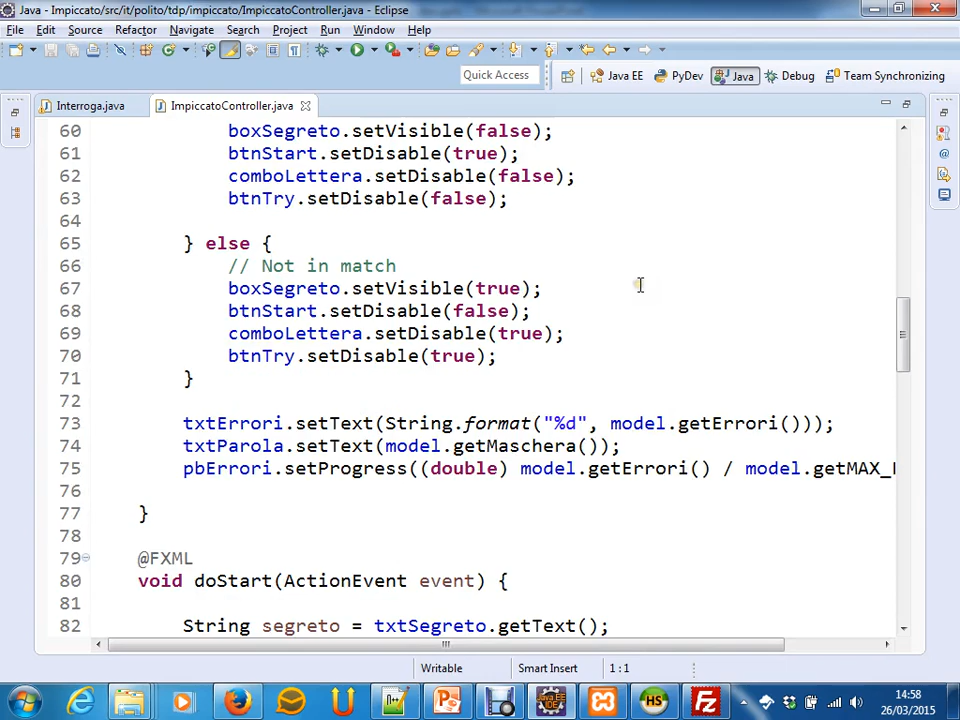 Java - Impiccato/src/it/polito/tdp/impiccato/ImpiccatoController.java - Eclipse
File Edit Source Refactor Navigate Search Project Run Window Help
Quick Access Java EE PyDev Java Debug Team Synchronizing
Interroga.java ImpiccatoController.java
60 boxSegreto.setVisible(false);
61 btnStart.setDisable(true);
62 comboLettera.setDisable(false);
63 btnTry.setDisable(false);
64
65 } else {
66 // Not in match
67 boxSegreto.setVisible(true);
68 btnStart.setDisable(false);
69 comboLettera.setDisable(true);
70 btnTry.setDisable(true);
71 }
72
73 txtErrori.setText(String.format("%d", model.getErrori()));
74 txtParola.setText(model.getMaschera());
75 pbErrori.setProgress((double) model.getErrori() / model.getMAX_
76
77 }
78
79 @FXML
80 void doStart(ActionEvent event) {
81
82 String segreto = txtSegreto.getText();
Writable Smart Insert 1 : 1
14:58
26/03/2015